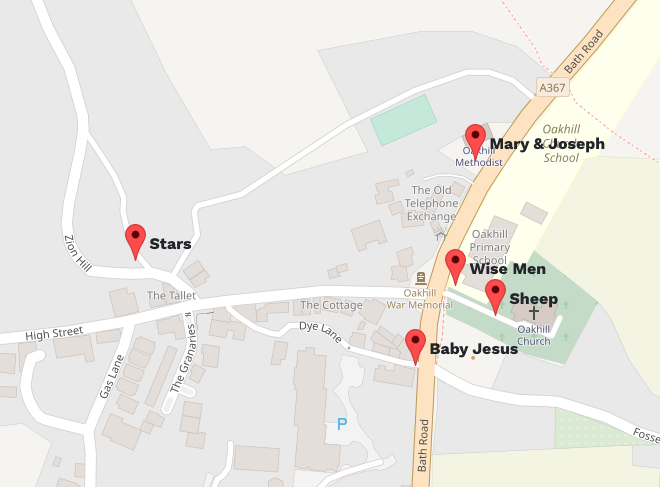 Bath Road
A367
Oakhill
School
Mary & Joseph
Oakhill
Methodist
The Old
Telephone
Exchange
Oakhill
Primary
School
Zion Hill
Stars
Wise Men
Sheep
The Tallet
Oakhill
War Memorial
The Cottage
Oakhill
Church
High Street
Dye Lane
Baby Jesus
The Granaries
Gas Lane
P
Bath Road
Fosse